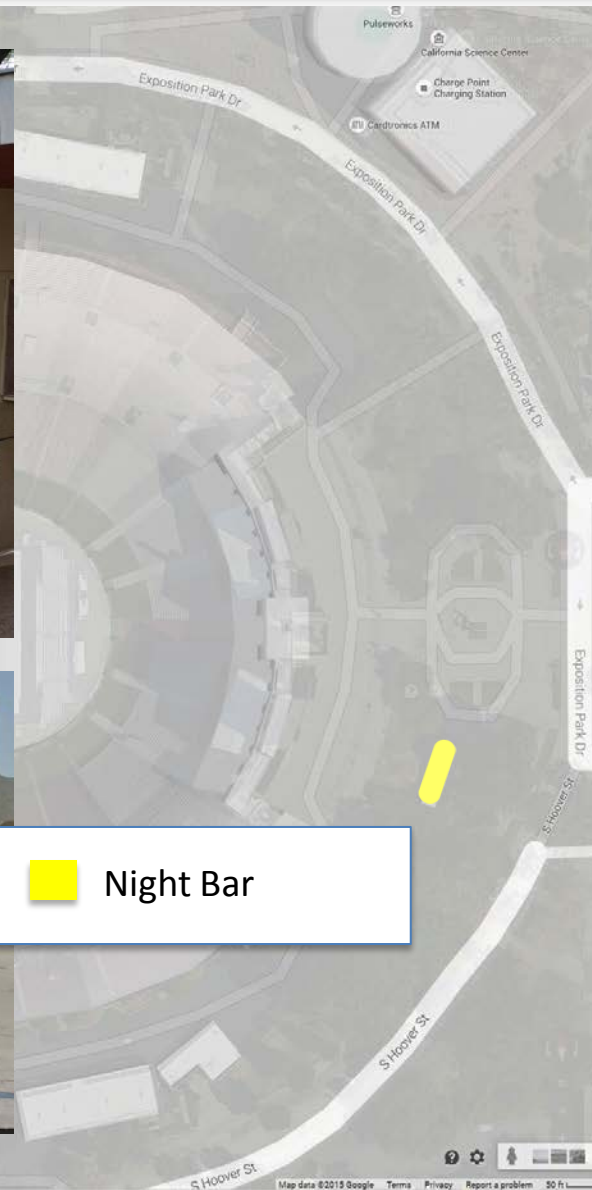 Pulseworks
California Science Center
Charge Point
Charging Station
Cardtronics ATM
Exposition Park Dr
Exposition Park Dr
Exposition Park Dr
Exposition Park Dr
S Hoover St
Night Bar
S Hoover St
S Hoover St
Map data ©2015 Google Terms Privacy Report a problem 50 ft